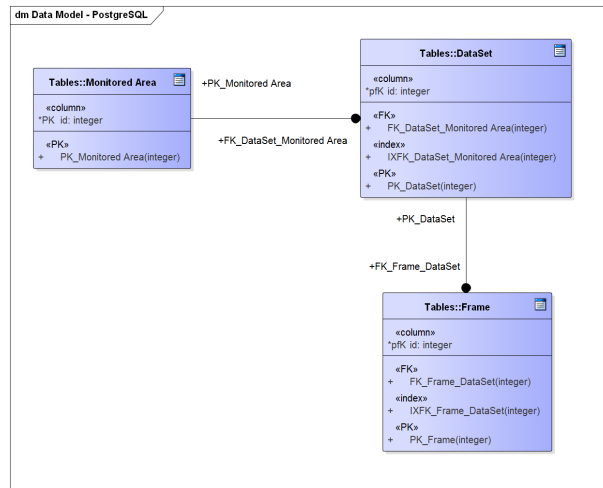 dm Data Model - PostgreSQL
Tables::Monitored Area
«column»
*PK id: integer
«PK»
+ PK_Monitored Area(integer)
+PK_Monitored Area
+FK_DataSet_Monitored Area
Tables::DataSet
«column»
*pfK id: integer
«FK»
+ FK_DataSet_Monitored Area(integer)
«index»
+ IXFK_DataSet_Monitored Area(integer)
«PK»
+ PK_DataSet(integer)
+PK_DataSet
+FK_Frame_DataSet
Tables::Frame
«column»
*pfK id: integer
«FK»
+ FK_Frame_DataSet(integer)
«index»
+ IXFK_Frame_DataSet(integer)
«PK»
+ PK_Frame(integer)